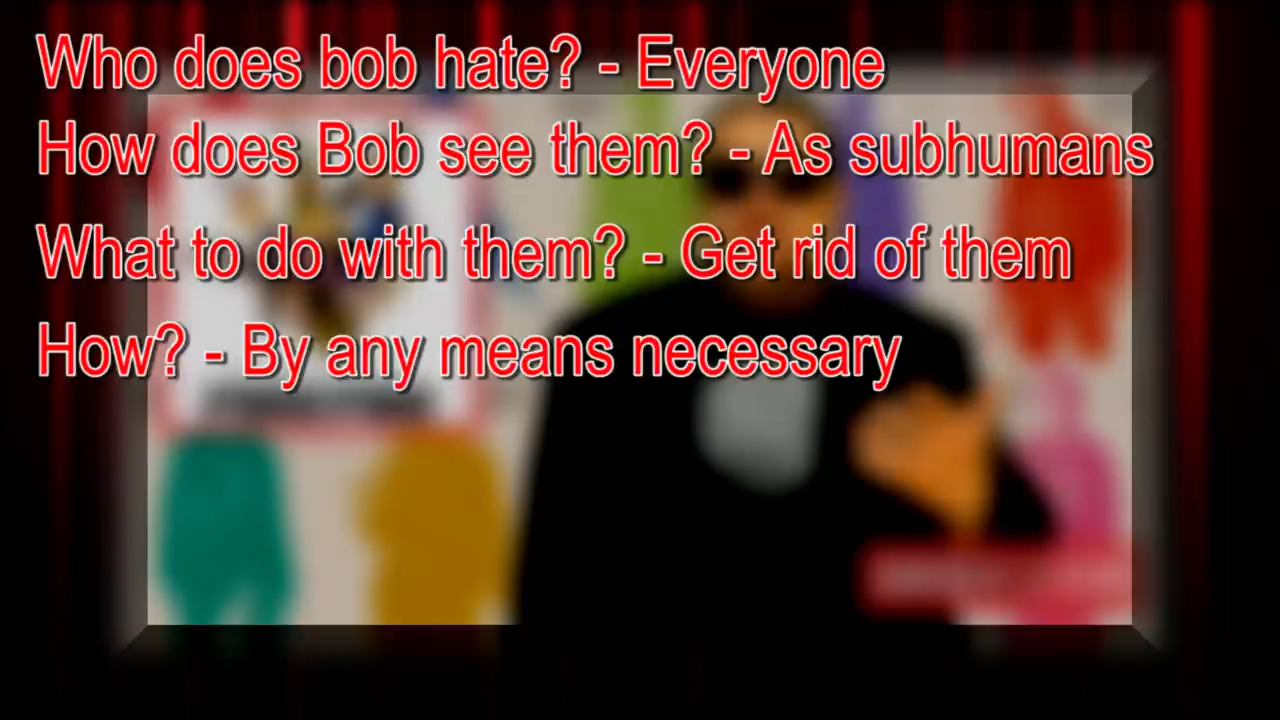 Who does bob hate? - Everyone
How does Bob see them? - As subhumans
What to do with them? - Get rid of them
How? - By any means necessary